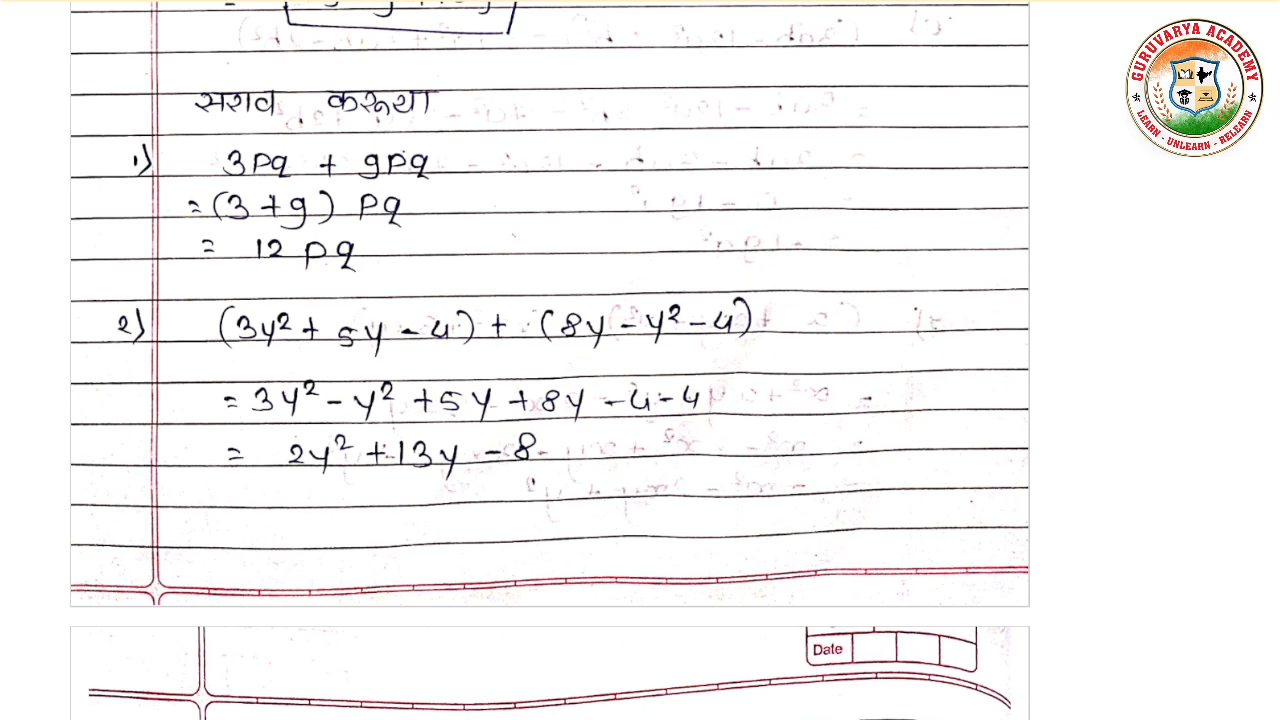 सराव करूया
1) 3pq + 9pq
= (3+9) pq
= 12 pq
2) (3y² + 5y - 4) + (8y - y² - 4)
= 3y² - y² + 5y + 8y - 4 - 4
= 2y² + 13y - 8
Date
GURUVARYA ACADEMY
LEARN - UNLEARN - RELEARN